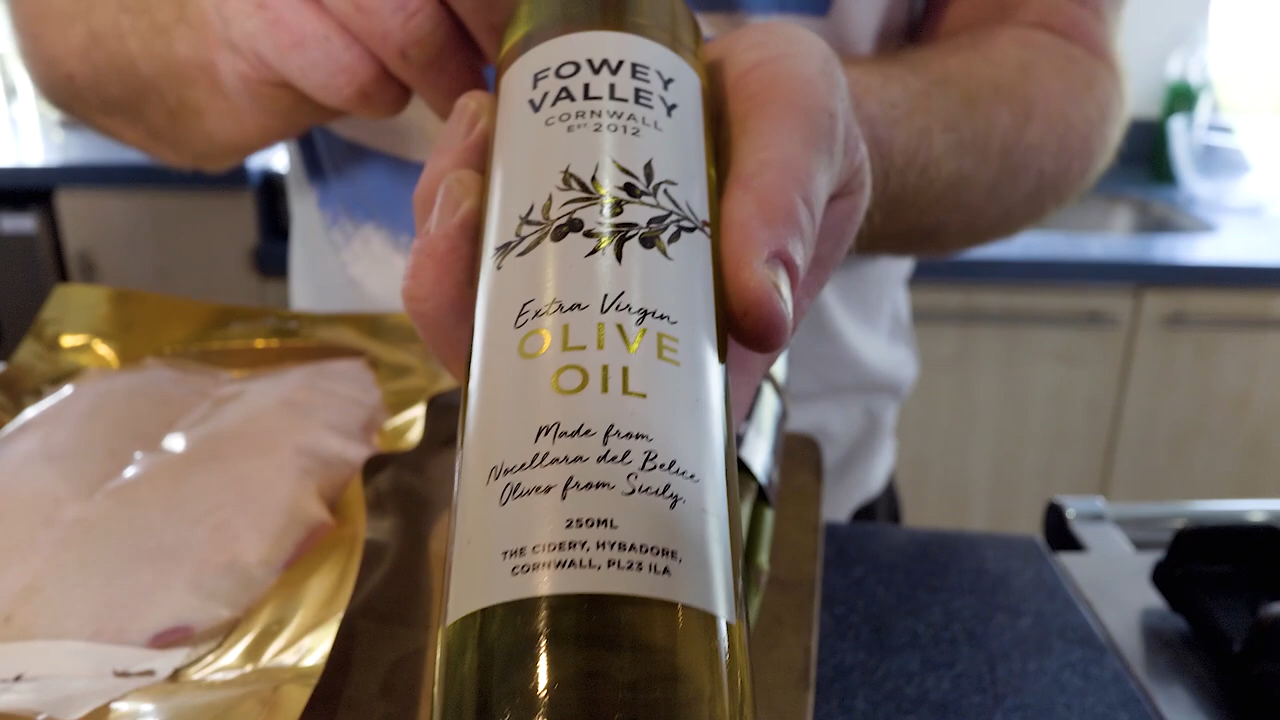 FOWEY
VALLEY
CORNWALL
EST 2012
Extra Virgin
OLIVE
OIL
Made from
Nocellara del Belice
Olives from Sicily.
250ML
THE CIDERY, HYBADORE,
CORNWALL, PL23 1LA